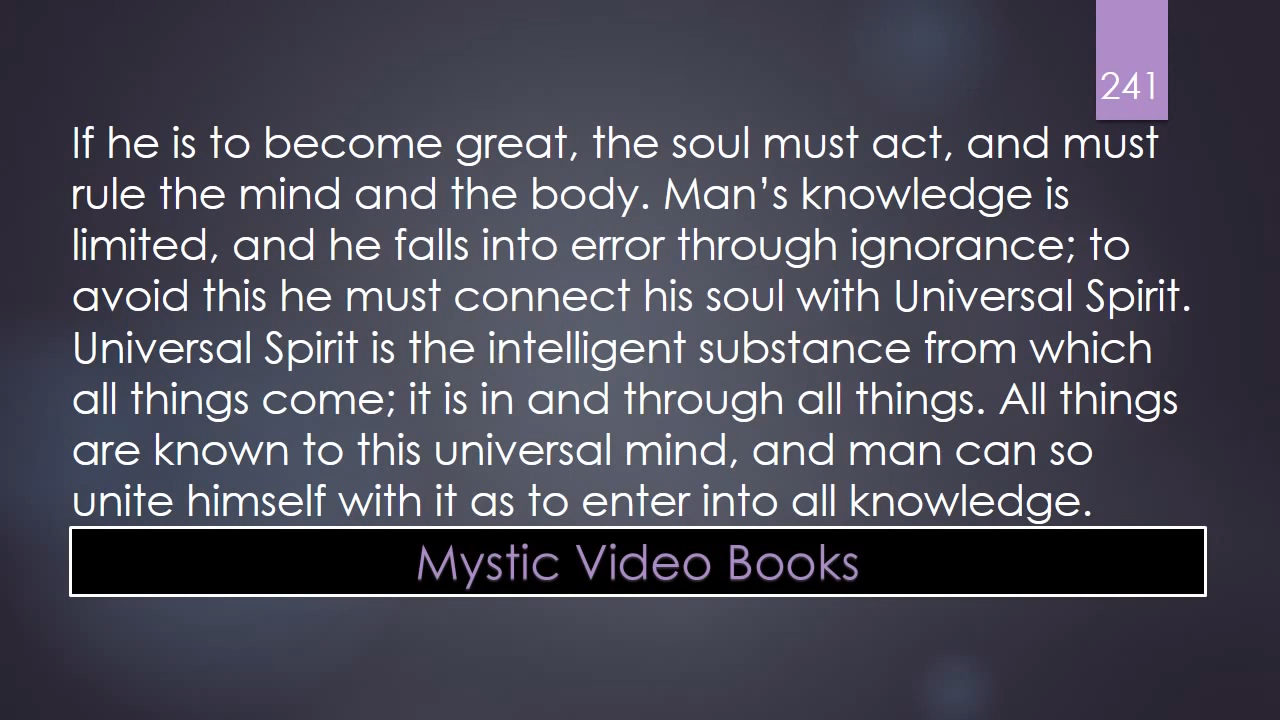 241
If he is to become great, the soul must act, and must
rule the mind and the body. Man’s knowledge is
limited, and he falls into error through ignorance; to
avoid this he must connect his soul with Universal Spirit.
Universal Spirit is the intelligent substance from which
all things come; it is in and through all things. All things
are known to this universal mind, and man can so
unite himself with it as to enter into all knowledge.
Mystic Video Books